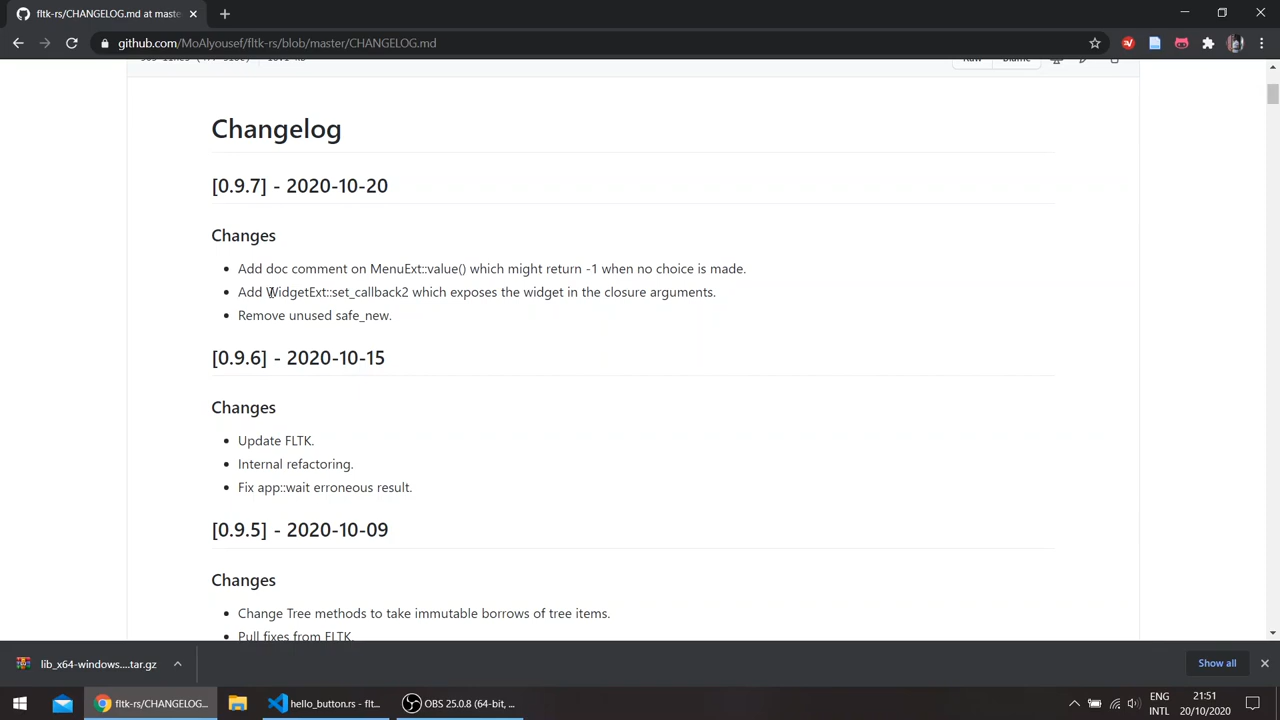 fltk-rs/CHANGELOG.md at maste
github.com/MoAlyousef/fltk-rs/blob/master/CHANGELOG.md
Raw
Blame
Changelog
[0.9.7] - 2020-10-20
Changes
Add doc comment on MenuExt::value() which might return -1 when no choice is made.
Add WidgetExt::set_callback2 which exposes the widget in the closure arguments.
Remove unused safe_new.
[0.9.6] - 2020-10-15
Changes
Update FLTK.
Internal refactoring.
Fix app::wait erroneous result.
[0.9.5] - 2020-10-09
Changes
Change Tree methods to take immutable borrows of tree items.
Pull fixes from FLTK.
lib_x64-windows....tar.gz
Show all
fltk-rs/CHANGELOG...
hello_button.rs - flt...
OBS 25.0.8 (64-bit, ...
ENG
INTL
21:51
20/10/2020